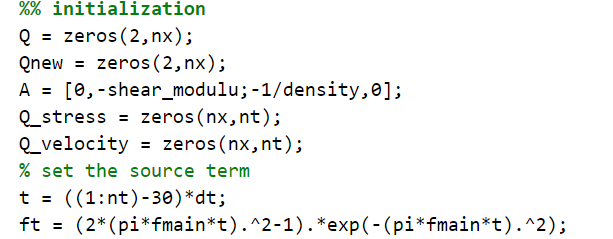 %% initialization
Q = zeros(2,nx);
Qnew = zeros(2,nx);
A = [0,-shear_modulu;-1/density,0];
Q_stress = zeros(nx,nt);
Q_velocity = zeros(nx,nt);
% set the source term
t = ((1:nt)-30)*dt;
ft = (2*(pi*fmain*t).^2-1).*exp(-(pi*fmain*t).^2);